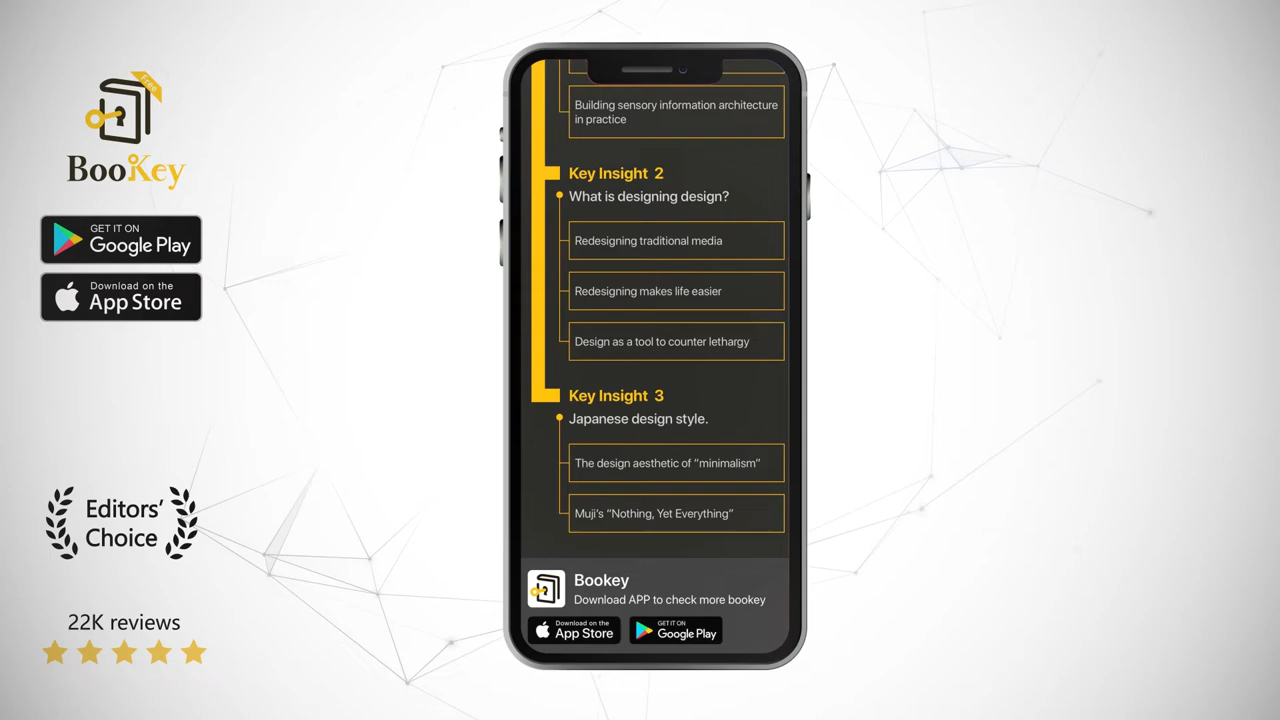 Free
BooKey
GET IT ON
Google Play
Download on the
App Store
Editors’
Choice
22K reviews
Building sensory information architecture
in practice
Key Insight 2
What is designing design?
Redesigning traditional media
Redesigning makes life easier
Design as a tool to counter lethargy
Key Insight 3
Japanese design style.
The design aesthetic of “minimalism”
Muji’s “Nothing, Yet Everything”
Bookey
Download APP to check more bookey
Download on the
App Store
GET IT ON
Google Play